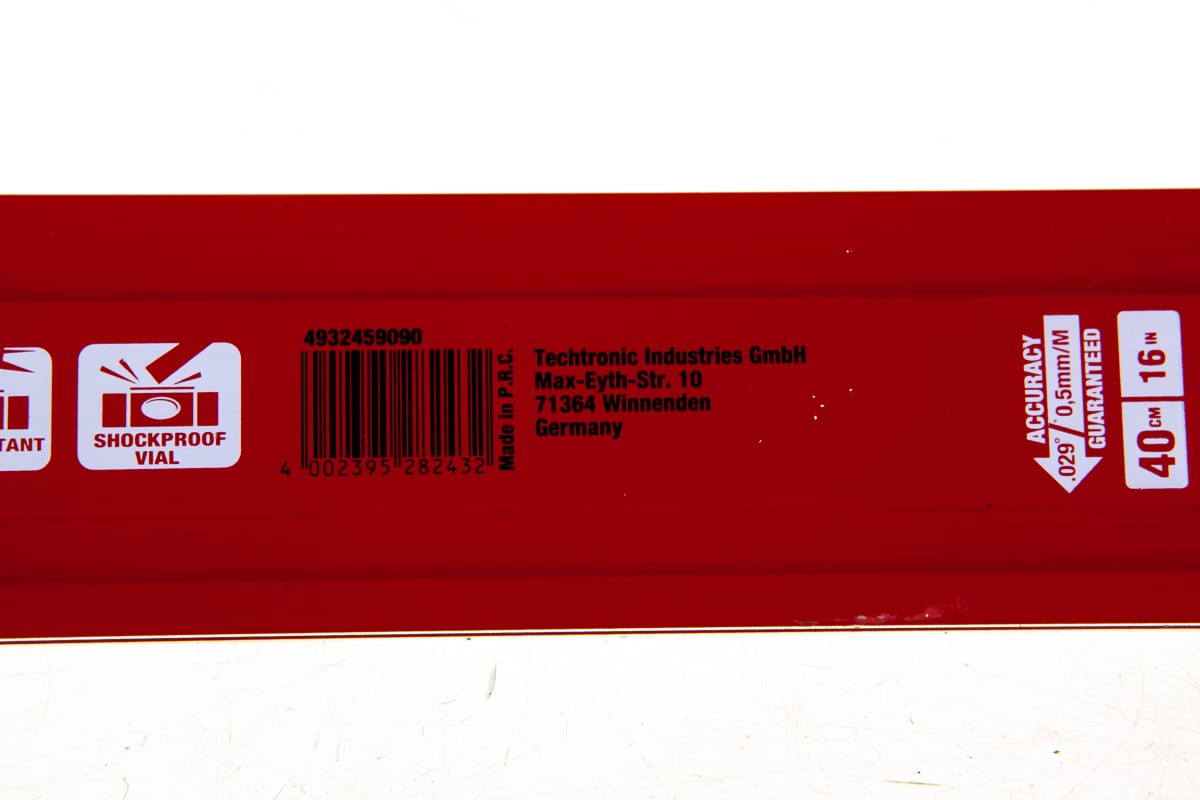 TANT
SHOCKPROOF
VIAL
4932459090
4 002395 282432
Made in P.R.C.
Techtronic Industries GmbH
Max-Eyth-Str. 10
71364 Winnenden
Germany
ACCURACY
.029°/0,5mm/M
GUARANTEED
40 CM
16 IN